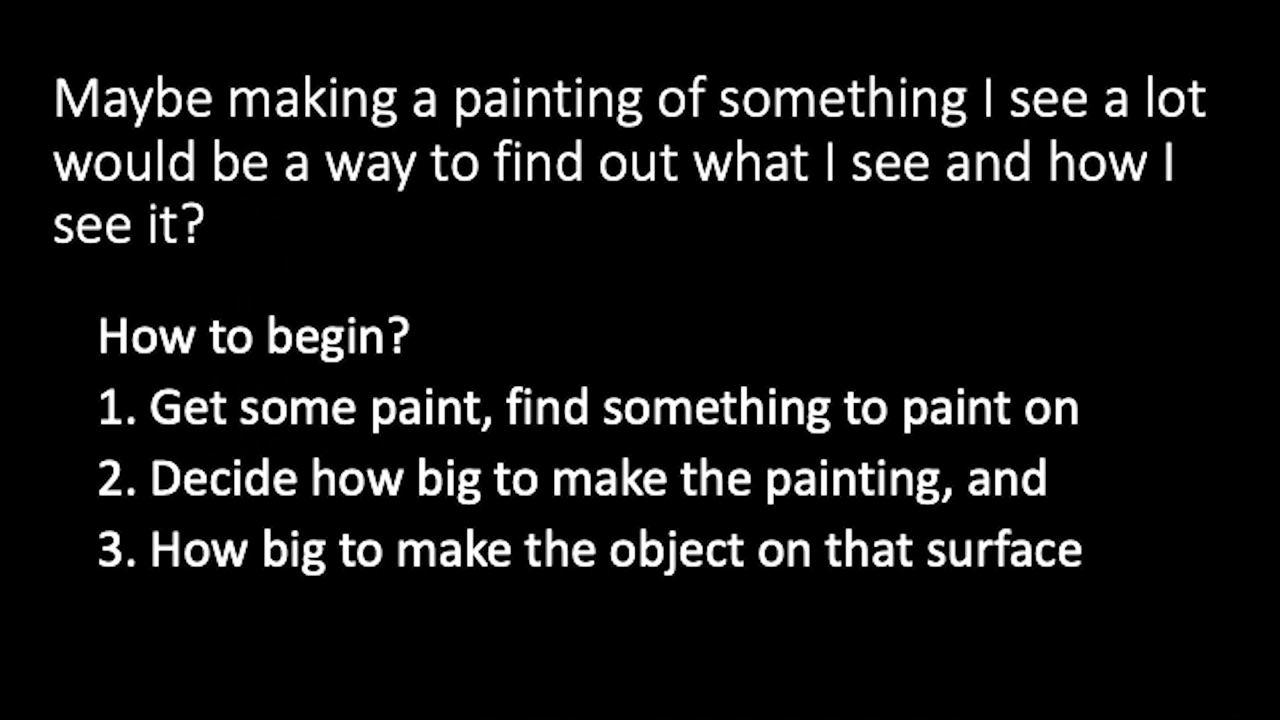 Maybe making a painting of something I see a lot
would be a way to find out what I see and how I
see it?
How to begin?
1. Get some paint, find something to paint on
2. Decide how big to make the painting, and
3. How big to make the object on that surface